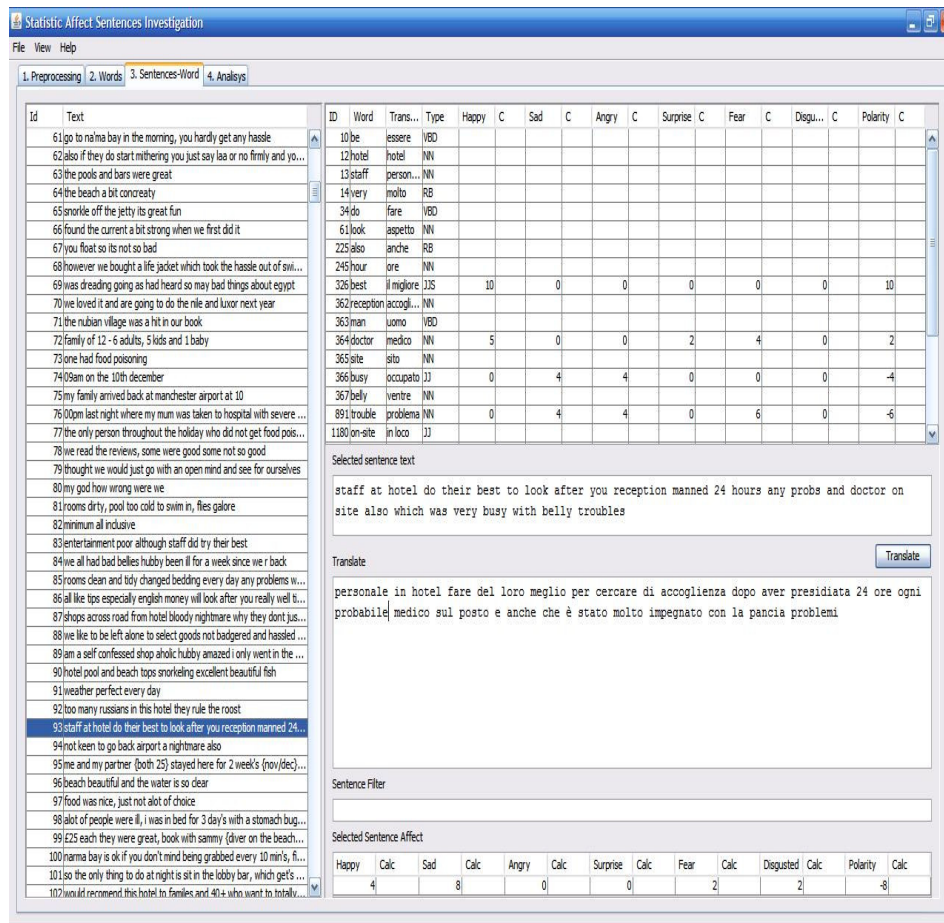 Statistic Affect Sentences Investigation
File View Help
1. Preprocessing 2. Words 3. Sentences-Word 4. Analisys
Id Text
61 go to na'ma bay in the morning, you hardly get any hassle
62 also if they do start mithering you just say laa or no firmly and yo...
63 the pools and bars were great
64 the beach a bit concreaty
65 snorkle off the jetty its great fun
66 found the current a bit strong when we first did it
67 you float so its not so bad
68 however we bought a life jacket which took the hassle out of swi...
69 was dreading going as had heard so may bad things about egypt
70 we loved it and are going to do the nile and luxor next year
71 the nubian village was a hit in our book
72 family of 12 - 6 adults, 5 kids and 1 baby
73 one had food poisoning
74 09am on the 10th december
75 my family arrived back at manchester airport at 10
76 00pm last night where my mum was taken to hospital with severe ...
77 the only person throughout the holiday who did not get food pois...
78 we read the reviews, some were good some not so good
79 thought we would just go with an open mind and see for ourselves
80 my god how wrong were we
81 rooms dirty, pool too cold to swim in, flies galore
82 minimum all inclusive
83 entertainment poor although staff did try their best
84 we all had bad bellies hubby been ill for a week since we r back
85 rooms clean and tidy changed bedding every day any problems w...
86 all like tips especially english money will look after you really well ti...
87 shops across road from hotel bloody nightmare why they dont jus...
88 we like to be left alone to select goods not badgered and hassled ...
89 am a self confessed shop aholic hubby amazed i only went in the ...
90 hotel pool and beach tops snorkeling excellent beautiful fish
91 weather perfect every day
92 too many russians in this hotel they rule the roost
93 staff at hotel do their best to look after you reception manned 24...
94 not keen to go back airport a nightmare also
95 me and my partner {both 25} stayed here for 2 week's {nov/dec}...
96 beach beautiful and the water is so clear
97 food was nice, just not alot of choice
98 alot of people were ill, i was in bed for 3 day's with a stomach bug...
99 £25 each they were great, book with sammy {diver on the beach...
100 narma bay is ok if you don't mind being grabbed every 10 min's, fi...
101 so the only thing to do at night is sit in the lobby bar, which get's ...
102 would recomend this hotel to familes and 40+ who want to totally...
ID Word Trans... Type Happy C Sad C Angry C Surprise C Fear C Disgu... C Polarity C
10 be essere VBD
12 hotel hotel NN
13 staff person... NN
14 very molto RB
34 do fare VBD
61 look aspetto NN
225 also anche RB
245 hour ore NN
326 best il migliore JJS 10 0 0 0 0 0 10
362 reception accogli... NN
363 man uomo VBD
364 doctor medico NN 5 0 0 2 4 0 2
365 site sito NN
366 busy occupato JJ 0 4 4 0 0 0 -4
367 belly ventre NN
891 trouble problema NN 0 4 4 0 6 0 -6
1180 on-site in loco JJ
Selected sentence text
staff at hotel do their best to look after you reception manned 24 hours any probs and doctor on
site also which was very busy with belly troubles
Translate
Translate
personale in hotel fare del loro meglio per cercare di accoglienza dopo aver presidiata 24 ore ogni
probabile medico sul posto e anche che è stato molto impegnato con la pancia problemi
Sentence Filter
Selected Sentence Affect
Happy Calc Sad Calc Angry Calc Surprise Calc Fear Calc Disgusted Calc Polarity Calc
4 8 0 0 2 2 -8